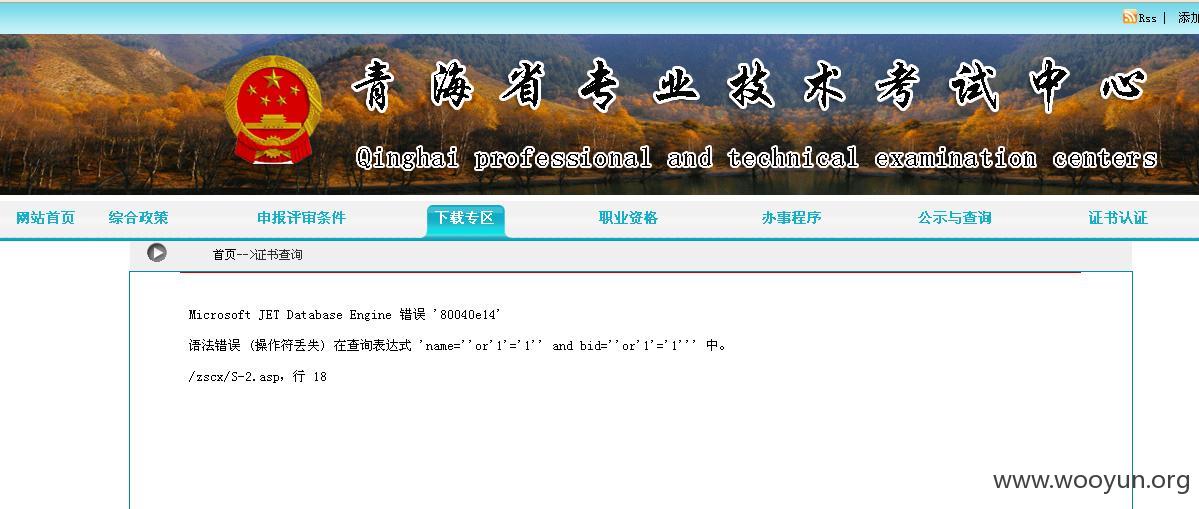 Rss | 添加
青海省专业技术考试中心
Qinghai professional and technical examination centers
网站首页 综合政策 申报评审条件 下载专区 职业资格 办事程序 公示与查询 证书认证
首页-->证书查询
Microsoft JET Database Engine 错误 '80040e14'
语法错误 (操作符丢失) 在查询表达式 'name=''or'1'='1'' and bid=''or'1'='1''' 中。
/zscx/S-2.asp，行 18
www.wooyun.org